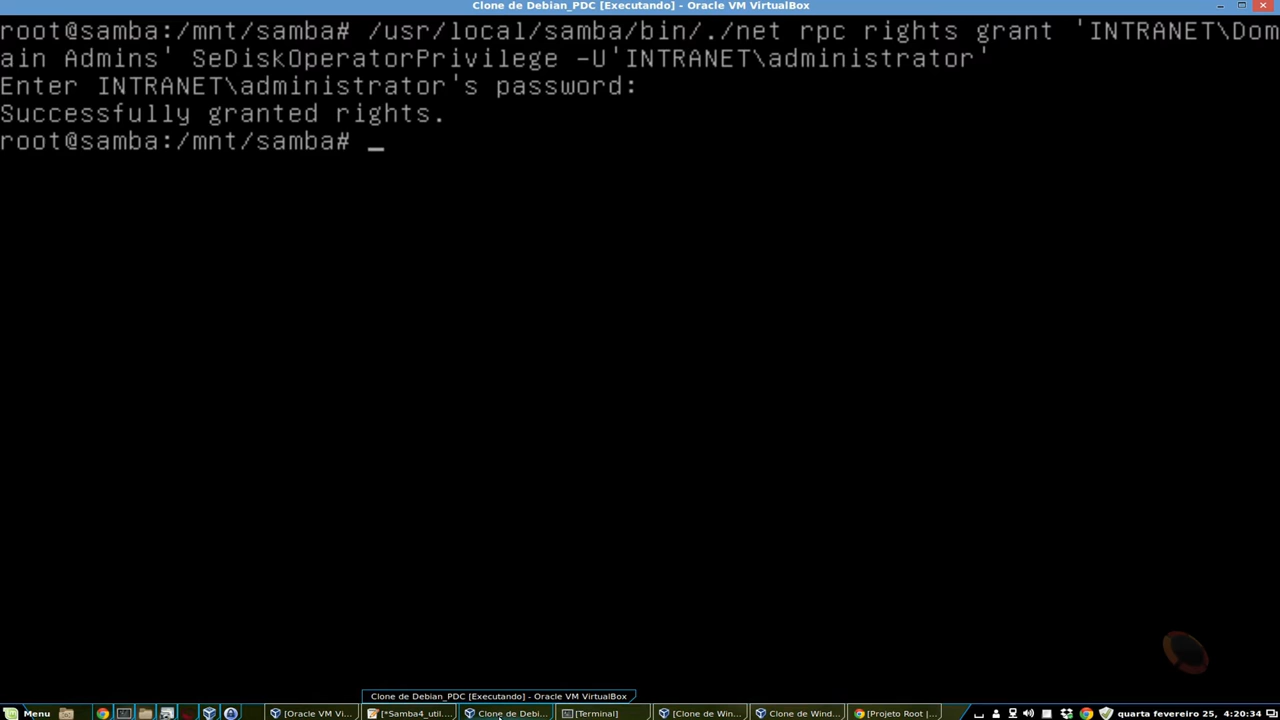 Clone de Debian_PDC [Executando] - Oracle VM VirtualBox
root@samba:/mnt/samba# /usr/local/samba/bin/./net rpc rights grant 'INTRANET\Dom
ain Admins' SeDiskOperatorPrivilege -U'INTRANET\administrator'
Enter INTRANET\administrator's password:
Successfully granted rights.
root@samba:/mnt/samba# _
Clone de Debian_PDC [Executando] - Oracle VM VirtualBox
Menu [Oracle VM Vi... [*Samba4_util.... Clone de Debi... [Terminal] [Clone de Win... [Clone de Wind... [Projeto Root |... quarta fevereiro 25, 4:20:34